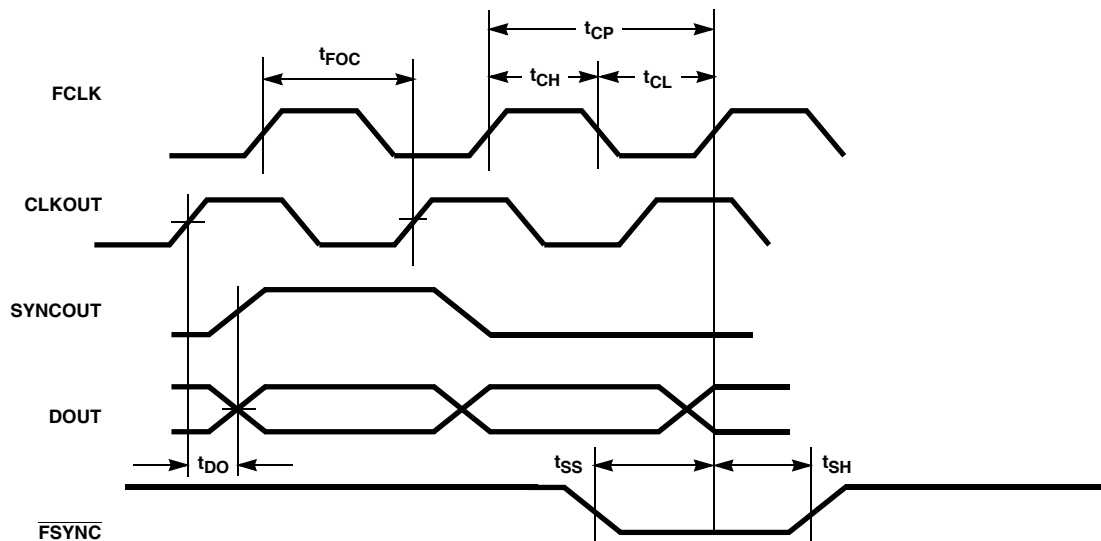 tCP
tFOC
tCH
tCL
FCLK
CLKOUT
SYNCOUT
DOUT
tDO
tSS
tSH
FSYNC